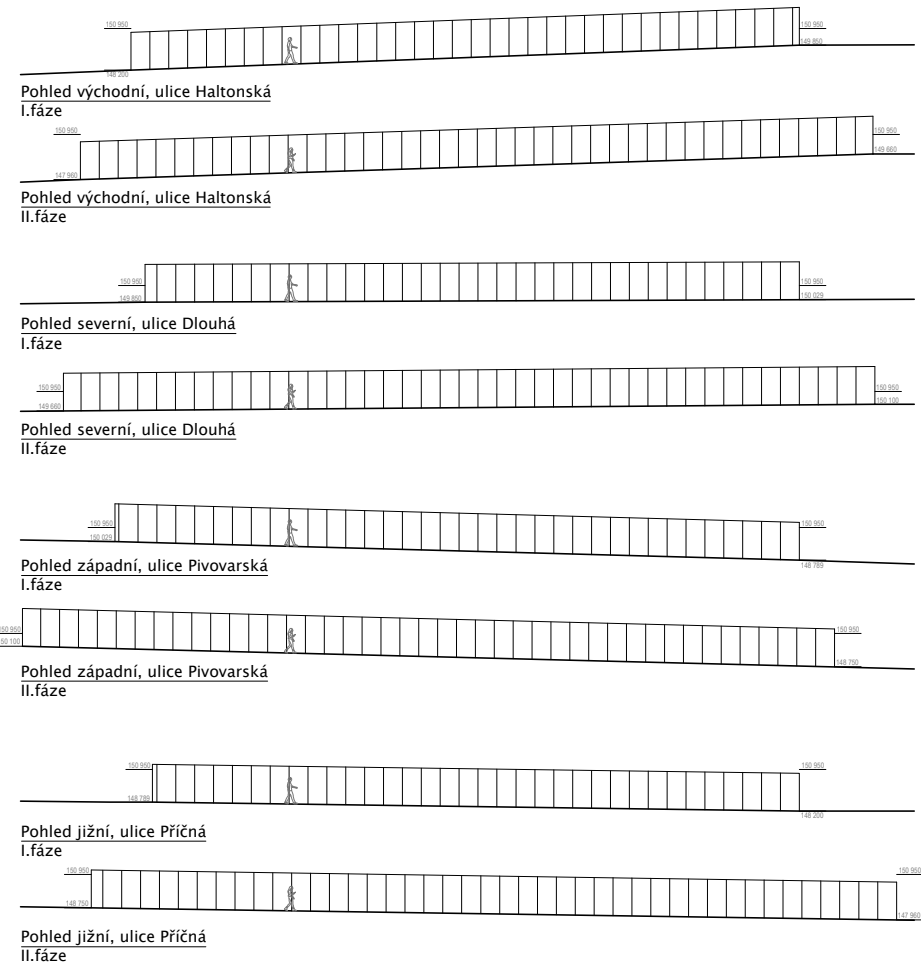 150 950 150 950
149 850
148 200
Pohled východní, ulice Haltonská
I.fáze
150 950 150 950
147 960 149 660
Pohled východní, ulice Haltonská
II.fáze
150 950 150 950
149 850 150 029
Pohled severní, ulice Dlouhá
I.fáze
150 950 150 950
149 660 150 100
Pohled severní, ulice Dlouhá
II.fáze
150 950 150 950
150 029
148 789
Pohled západní, ulice Pivovarská
I.fáze
150 950 150 950
50 100
148 750
Pohled západní, ulice Pivovarská
II.fáze
150 950 150 950
148 789
148 200
Pohled jižní, ulice Příčná
I.fáze
150 950 150 950
148 750
147 960
Pohled jižní, ulice Příčná
II.fáze